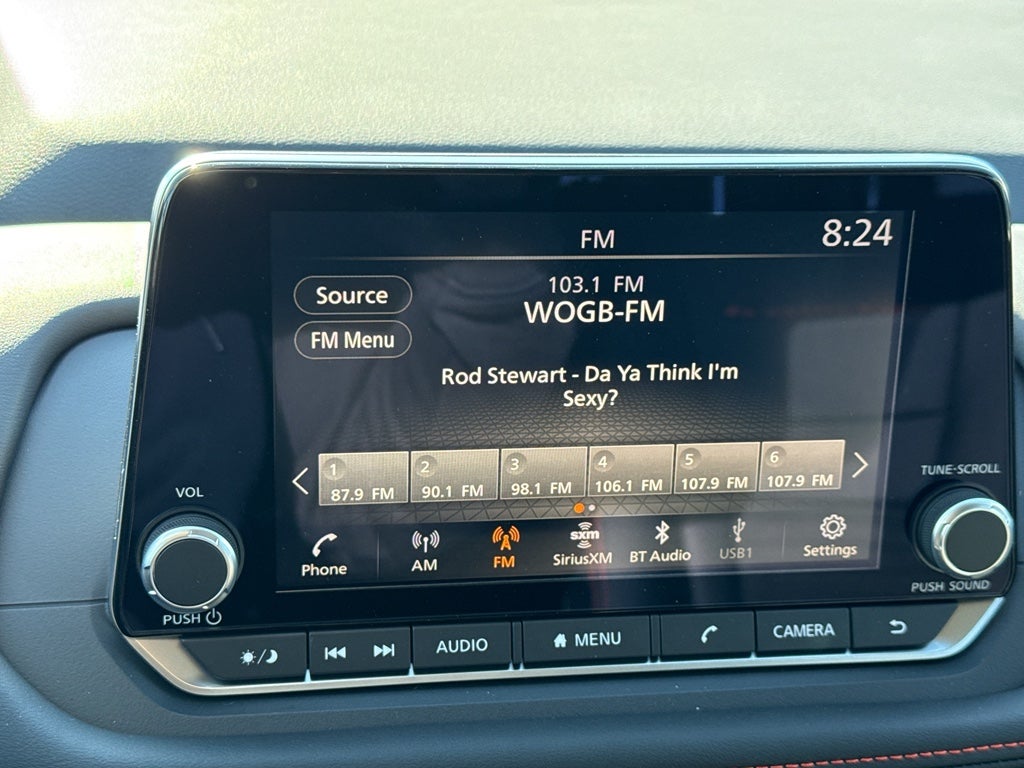 FM
8:24
Source
103.1 FM
WOGB-FM
FM Menu
Rod Stewart - Da Ya Think I'm
Sexy?
1
87.9 FM
2
90.1 FM
3
98.1 FM
4
106.1 FM
5
107.9 FM
6
107.9 FM
VOL
TUNE·SCROLL
Phone
AM
FM
sxm
SiriusXM
BT Audio
USB1
Settings
PUSH
PUSH SOUND
AUDIO
MENU
CAMERA